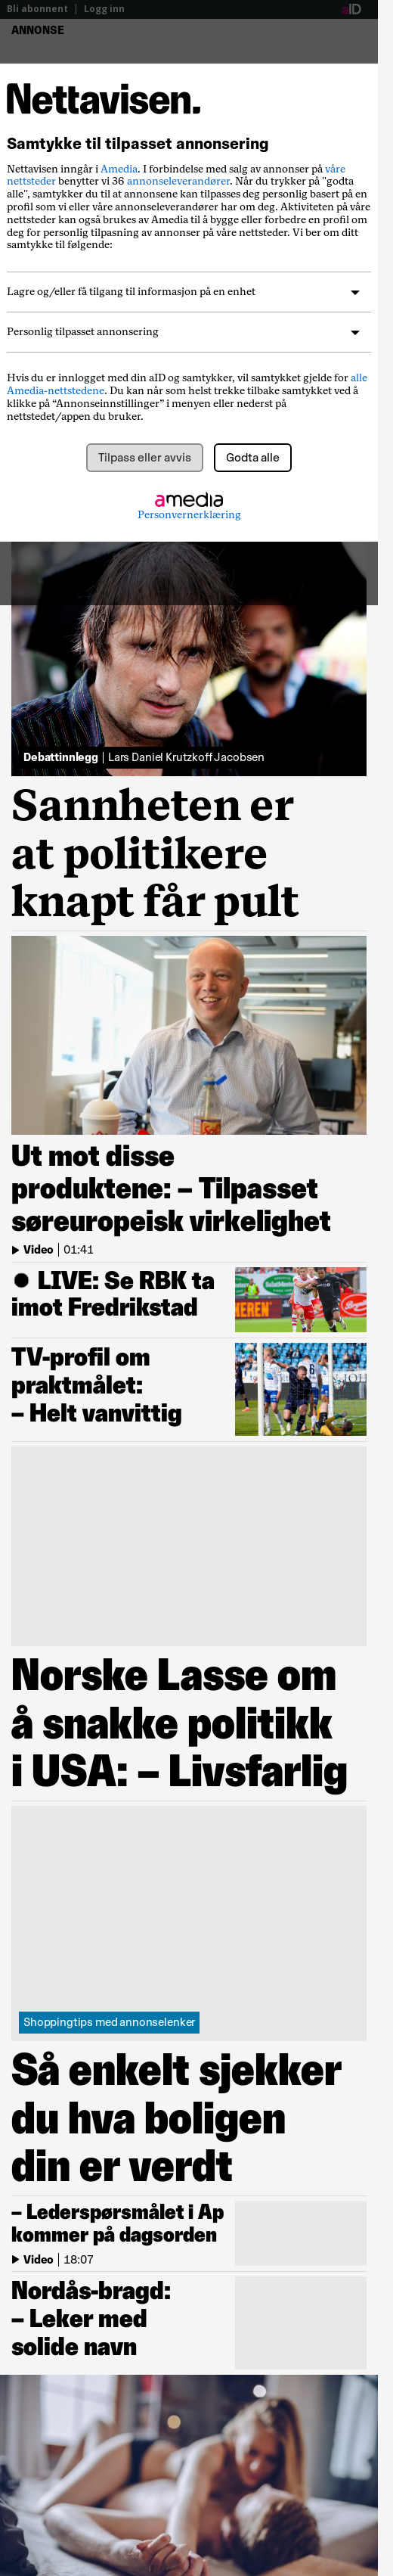 Bli abonnent | Logg inn
aID
ANNONSE
Nettavisen.
Samtykke til tilpasset annonsering
Nettavisen inngår i Amedia. I forbindelse med salg av annonser på våre
nettsteder benytter vi 36 annonseleverandører. Når du trykker på "godta
alle", samtykker du til at annonsene kan tilpasses deg personlig basert på en
profil som vi eller våre annonseleverandører har om deg. Aktiviteten på våre
nettsteder kan også brukes av Amedia til å bygge eller forbedre en profil om
deg for personlig tilpasning av annonser på våre nettsteder. Vi ber om ditt
samtykke til følgende:
Lagre og/eller få tilgang til informasjon på en enhet
Personlig tilpasset annonsering
Hvis du er innlogget med din aID og samtykker, vil samtykket gjelde for alle
Amedia-nettstedene. Du kan når som helst trekke tilbake samtykket ved å
klikke på “Annonseinnstillinger” i menyen eller nederst på
nettstedet/appen du bruker.
Tilpass eller avvis
Godta alle
amedia
Personvernerklæring
Debattinnlegg | Lars Daniel Krutzkoff Jacobsen
Sannheten er
at politikere
knapt får pult
Ut mot disse
produktene: – Tilpasset
søreuropeisk virkelighet
Video | 01:41
LIVE: Se RBK ta
imot Fredrikstad
TV-profil om
praktmålet:
– Helt vanvittig
Norske Lasse om
å snakke politikk
i USA: – Livsfarlig
Shoppingtips med annonselenker
Så enkelt sjekker
du hva boligen
din er verdt
– Lederspørsmålet i Ap
kommer på dagsorden
Video | 18:07
Nordås-bragd:
– Leker med
solide navn